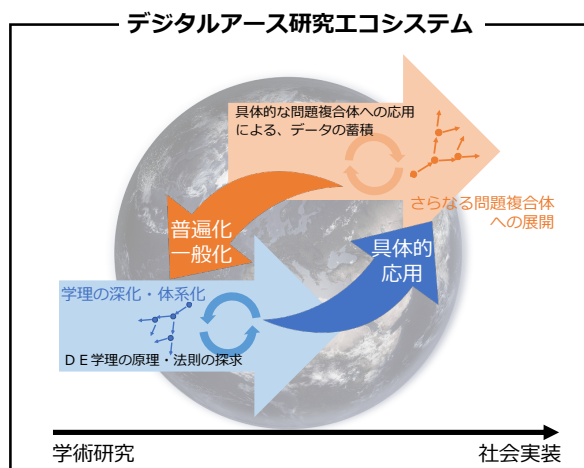 デジタルアース研究エコシステム
具体的な問題複合体への応用
による、データの蓄積
さらなる問題複合体
への展開
普遍化
一般化
具体的
応用
学理の深化・体系化
ＤＥ学理の原理・法則の探求
学術研究
社会実装